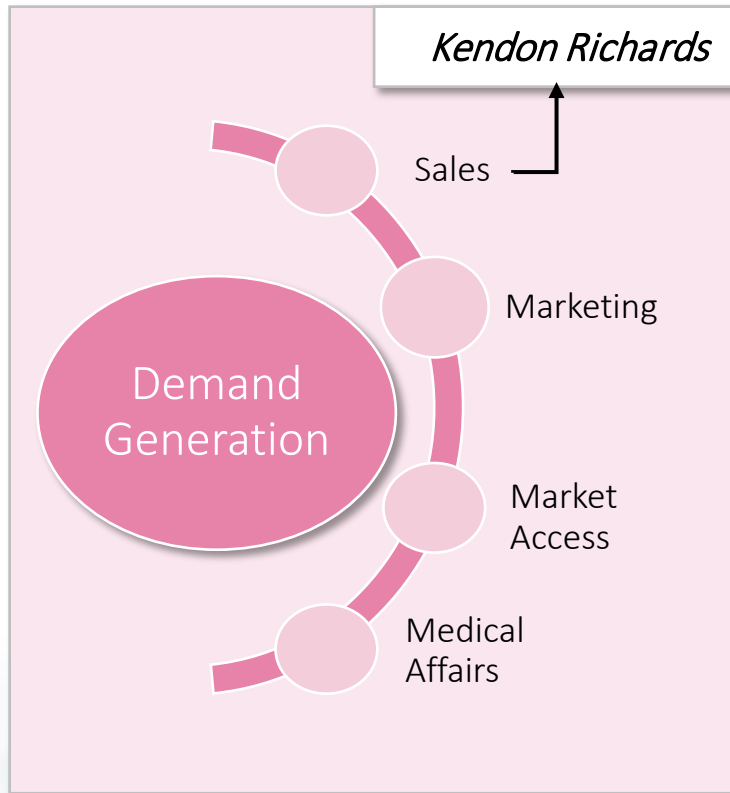 Kendon Richards
Sales
Marketing
Demand
Generation
Market
Access
Medical
Affairs